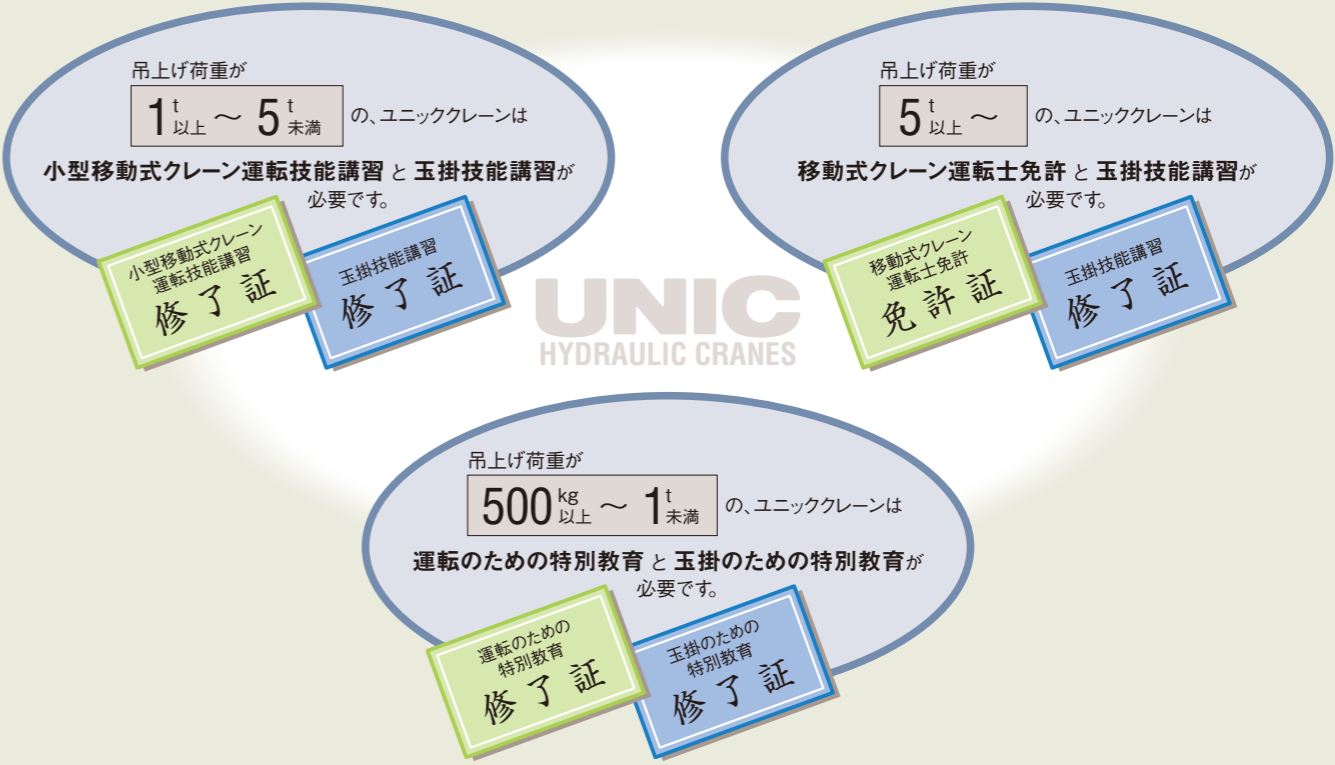 吊上げ荷重が
1t以上 ～ 5t未満 の、ユニッククレーンは
小型移動式クレーン運転技能講習 と 玉掛技能講習が
必要です。
小型移動式クレーン
運転技能講習
修了証
玉掛技能講習
修了証
吊上げ荷重が
5t以上 ～ の、ユニッククレーンは
移動式クレーン運転士免許 と 玉掛技能講習が
必要です。
移動式クレーン
運転士免許
免許証
玉掛技能講習
修了証
UNIC
HYDRAULIC CRANES
吊上げ荷重が
500kg以上 ～ 1t未満 の、ユニッククレーンは
運転のための特別教育 と 玉掛のための特別教育が
必要です。
運転のための
特別教育
修了証
玉掛のための
特別教育
修了証